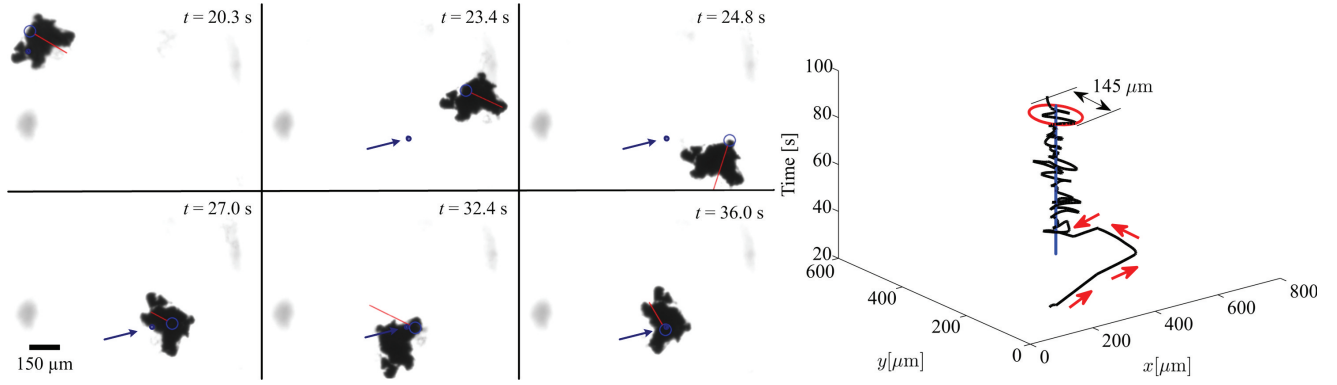 t = 20.3 s
t = 23.4 s
t = 24.8 s
t = 27.0 s
t = 32.4 s
t = 36.0 s
150 µm
145 µm
100
80
60
40
20
Time [s]
600
400
200
0
y[µm]
0
200
400
600
800
x[µm]